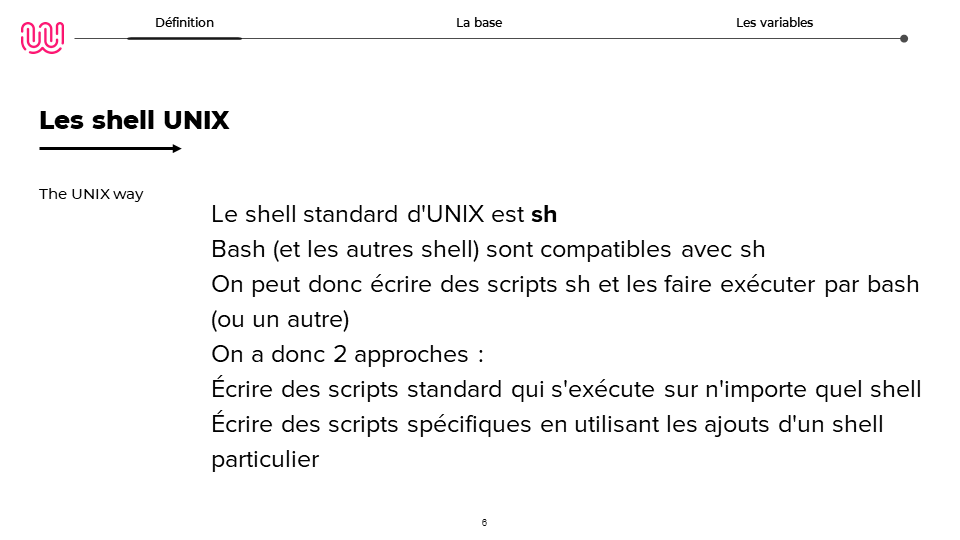 Définition
La base
Les variables
Les shell UNIX
The UNIX way
Le shell standard d'UNIX est sh
Bash (et les autres shell) sont compatibles avec sh
On peut donc écrire des scripts sh et les faire exécuter par bash
(ou un autre)
On a donc 2 approches :
Écrire des scripts standard qui s'exécute sur n'importe quel shell
Écrire des scripts spécifiques en utilisant les ajouts d'un shell
particulier
6